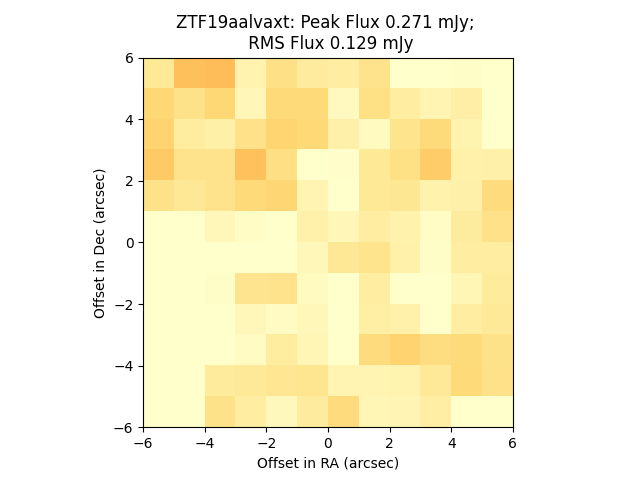 ZTF19aalvaxt: Peak Flux 0.271 mJy;
RMS Flux 0.129 mJy
6
4
2
0
−2
−4
−6
Offset in Dec (arcsec)
−6 −4 −2 0 2 4 6
Offset in RA (arcsec)